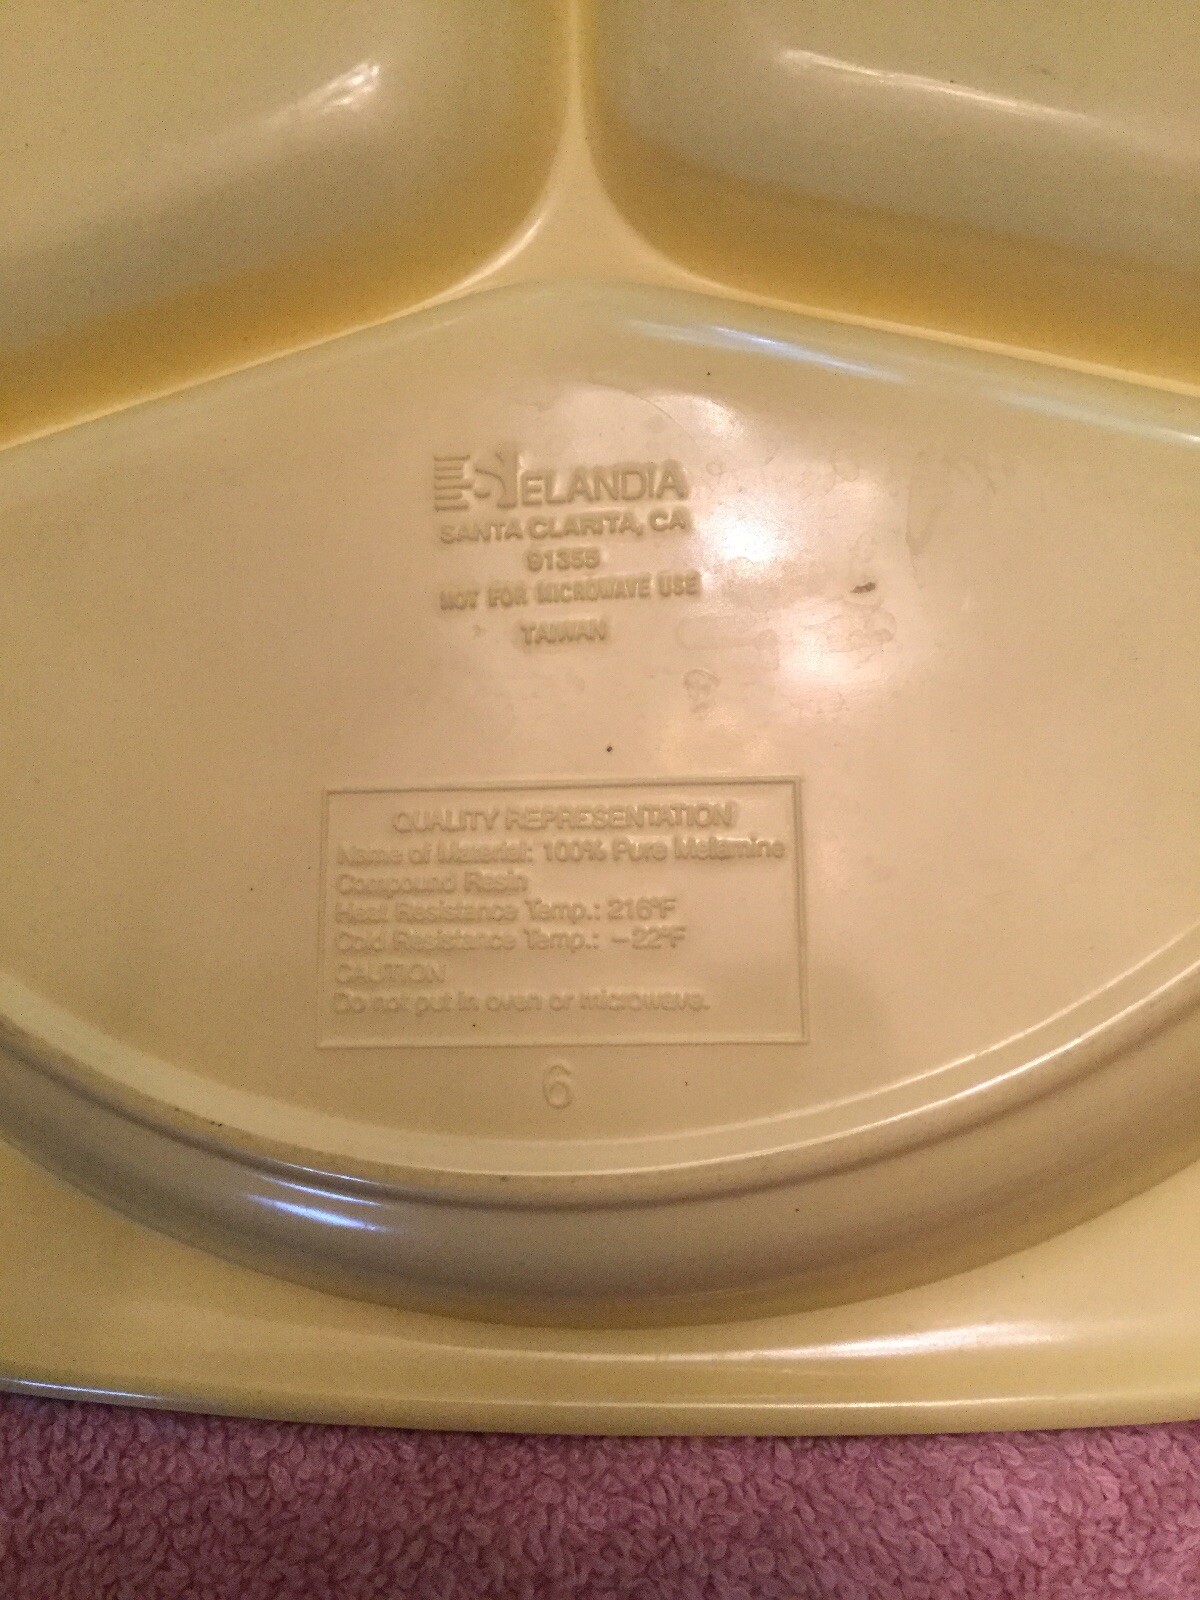 SELANDIA
SANTA CLARITA, CA
91355
NOT FOR MICROWAVE USE
TAIWAN
QUALITY REPRESENTATION
Name of Material: 100% Pure Melamine
Compound Resin
Heat Resistance Temp.: 216°F
Cold Resistance Temp.: -22°F
CAUTION
Do not put in oven or microwave.
6